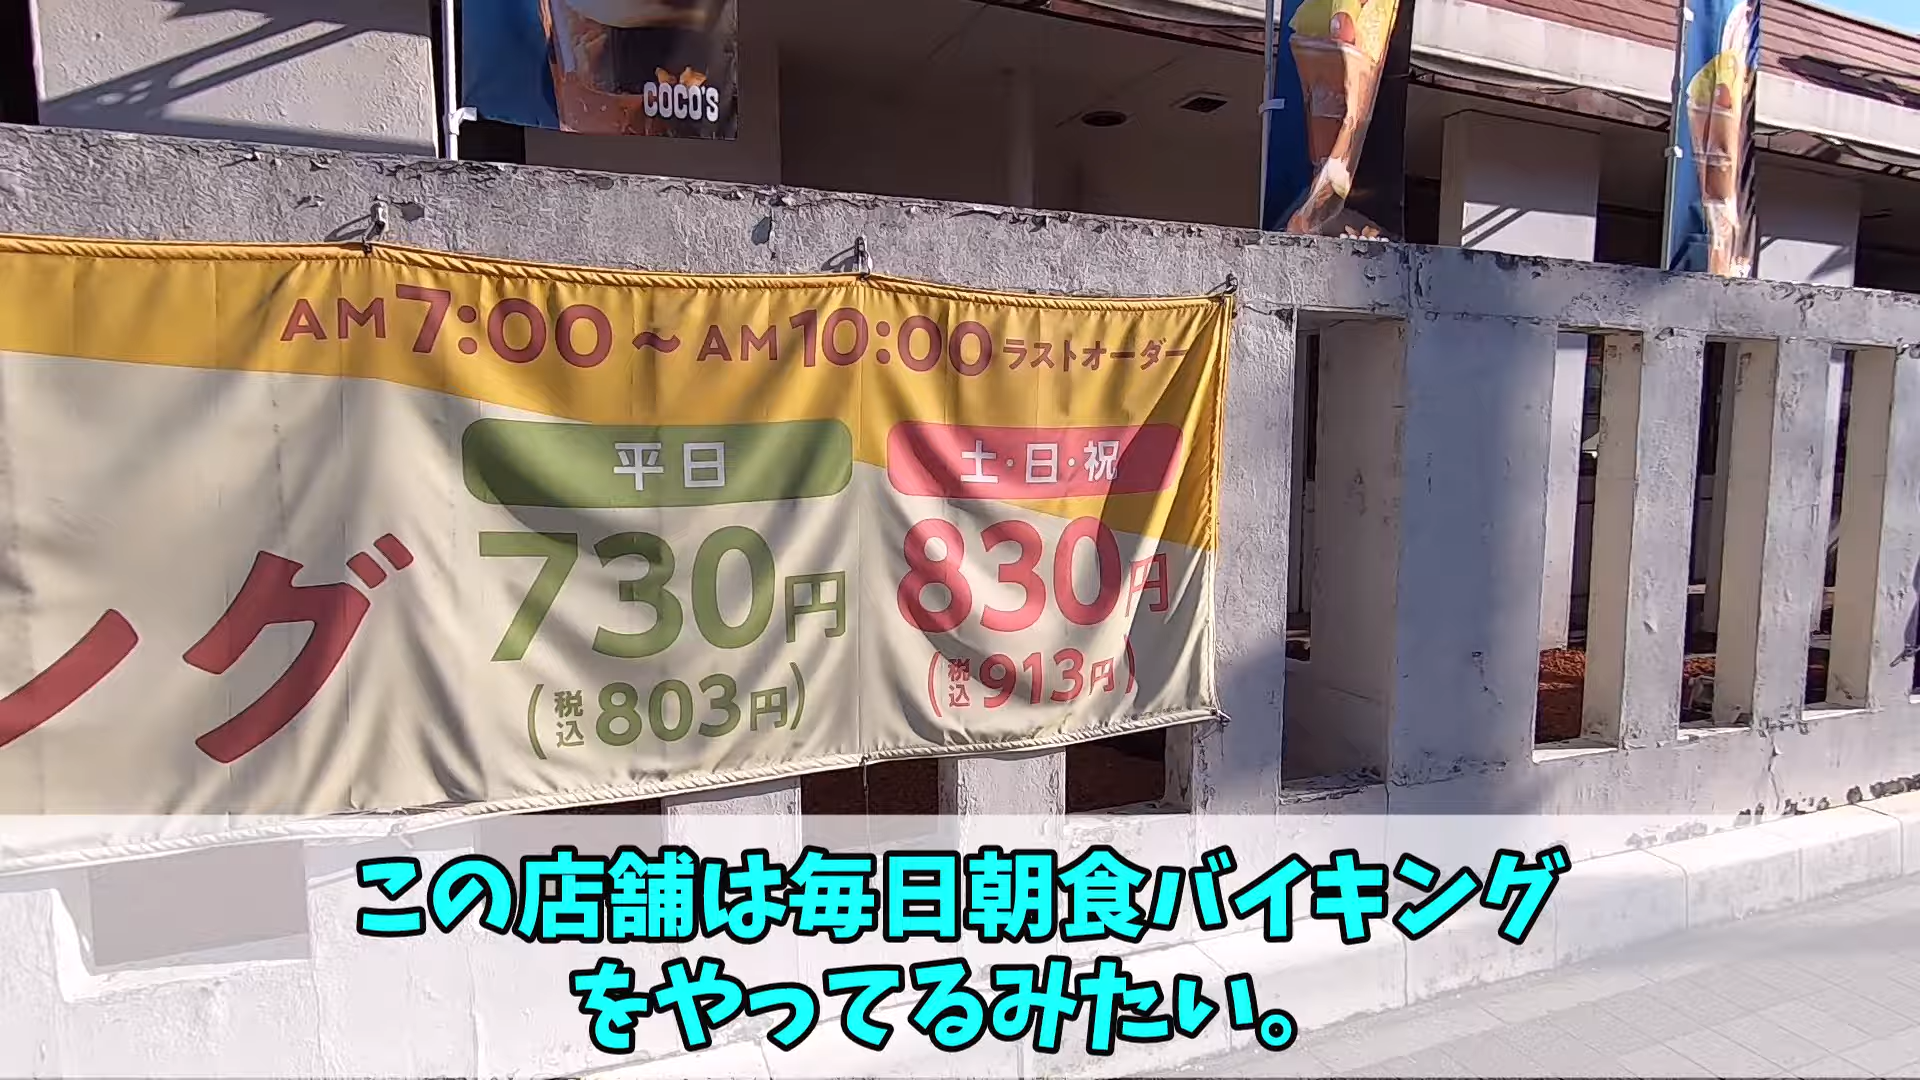 COCO'S
AM7:00～AM10:00ラストオーダー
平日
土・日・祝
ング
730円
830円
(税込803円)
(税込913円)
この店舗は毎日朝食バイキング
をやってるみたい。